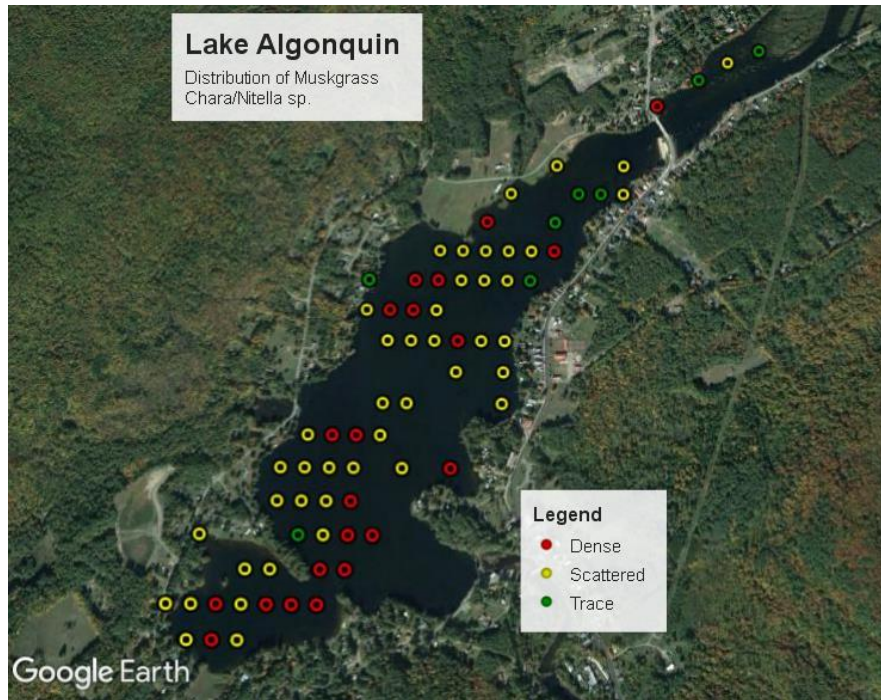 Lake Algonquin
Distribution of Muskgrass
Chara/Nitella sp.
Legend
Dense
Scattered
Trace
Google Earth